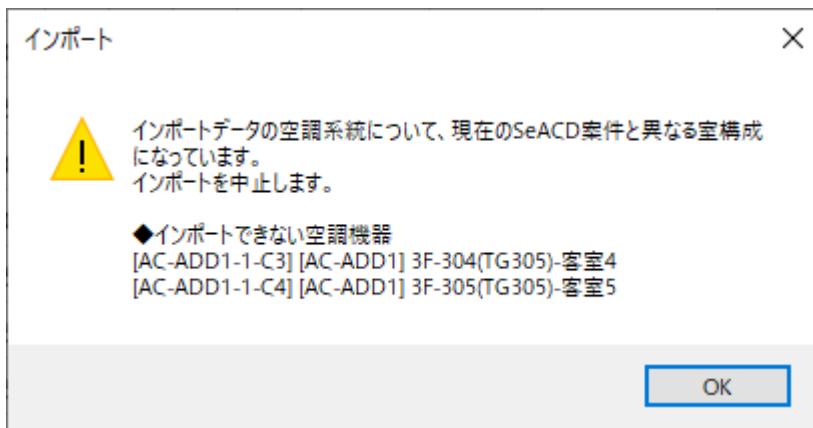 インポート
インポートデータの空調系統について、現在のSeACD案件と異なる室構成
になっています。
インポートを中止します。
◆インポートできない空調機器
[AC-ADD1-1-C3] [AC-ADD1] 3F-304(TG305)-客室4
[AC-ADD1-1-C4] [AC-ADD1] 3F-305(TG305)-客室5
OK